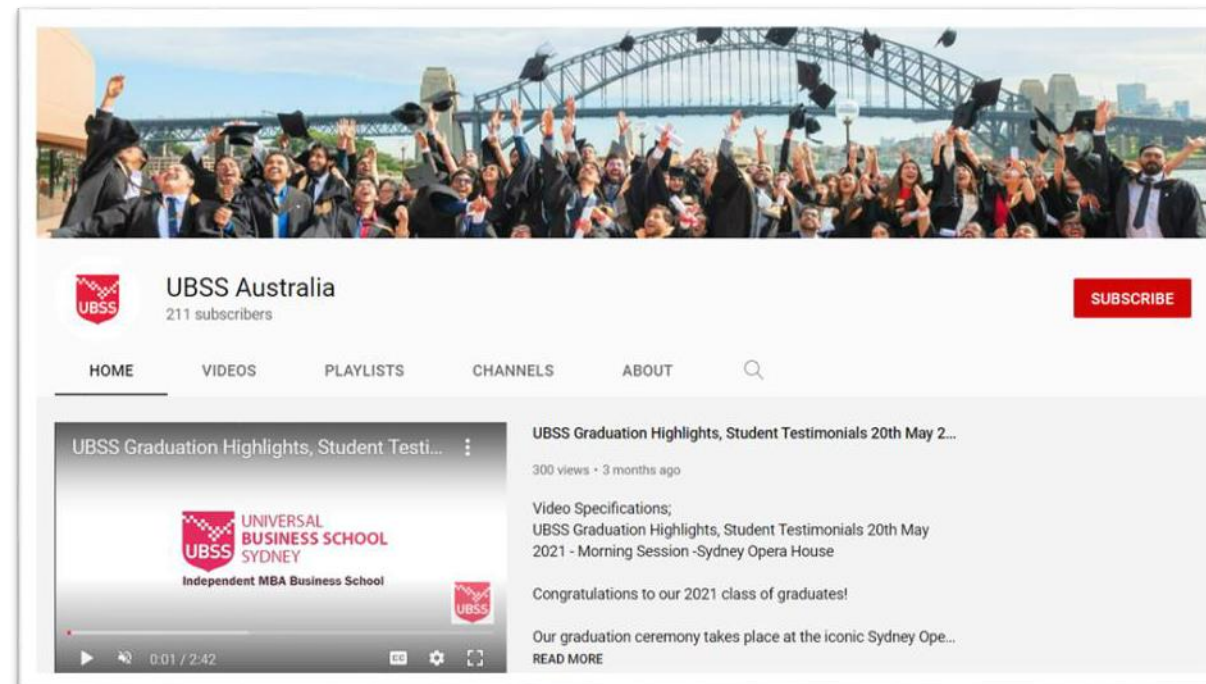 UBSS
UBSS Australia
211 subscribers
SUBSCRIBE
HOME
VIDEOS
PLAYLISTS
CHANNELS
ABOUT
UBSS Graduation Highlights, Student Testi...
UBSS
UNIVERSAL
BUSINESS SCHOOL
SYDNEY
Independent MBA Business School
UBSS
0:01 / 2:42
CC
UBSS Graduation Highlights, Student Testimonials 20th May 2...
300 views • 3 months ago
Video Specifications;
UBSS Graduation Highlights, Student Testimonials 20th May
2021 - Morning Session -Sydney Opera House
Congratulations to our 2021 class of graduates!
Our graduation ceremony takes place at the iconic Sydney Ope...
READ MORE